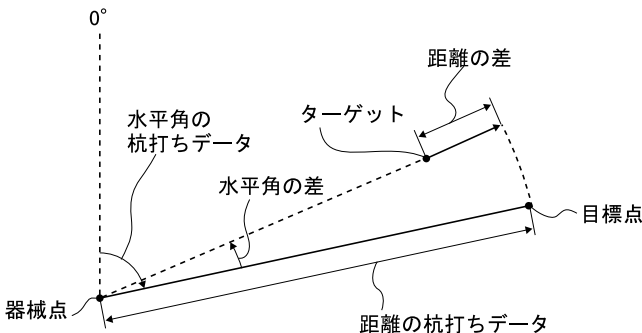 0°
距離の差
ターゲット
水平角の
杭打ちデータ
水平角の差
目標点
器械点
距離の杭打ちデータ